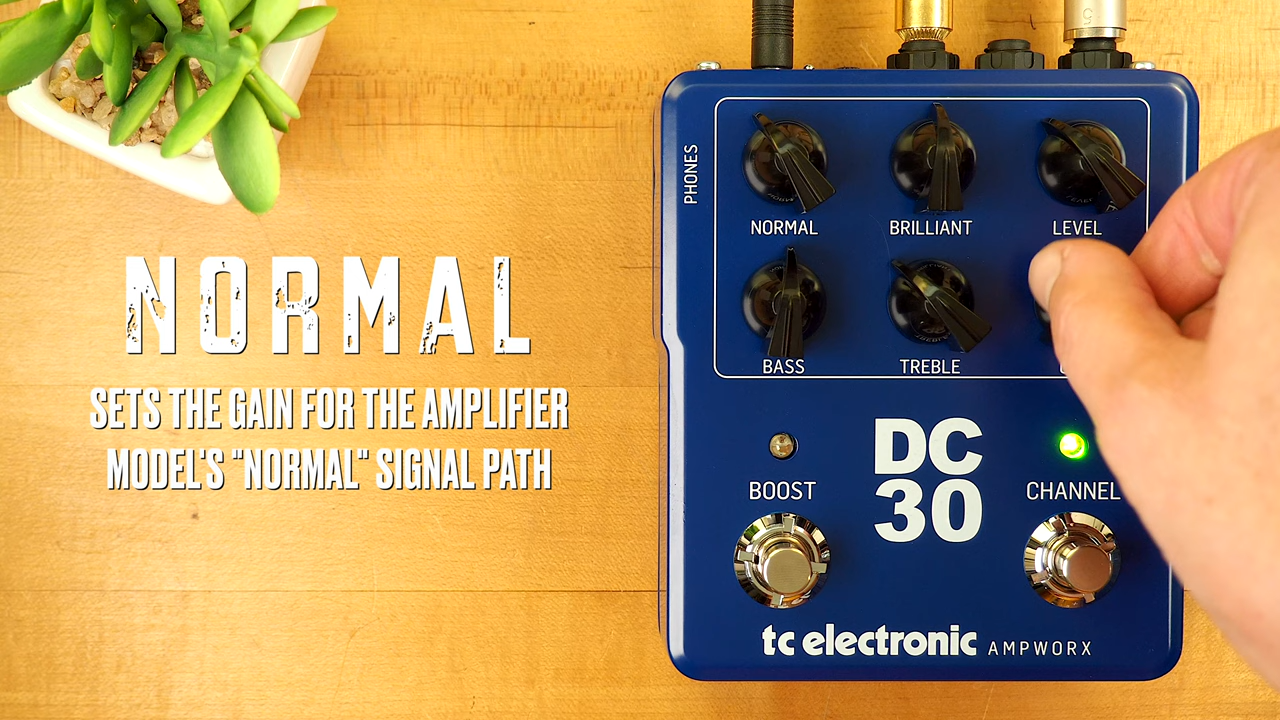 NORMAL
SETS THE GAIN FOR THE AMPLIFIER
MODEL'S "NORMAL" SIGNAL PATH
PHONES
NORMAL BRILLIANT LEVEL
BASS TREBLE
BOOST
DC
30
CHANNEL
tc electronic AMPWORX